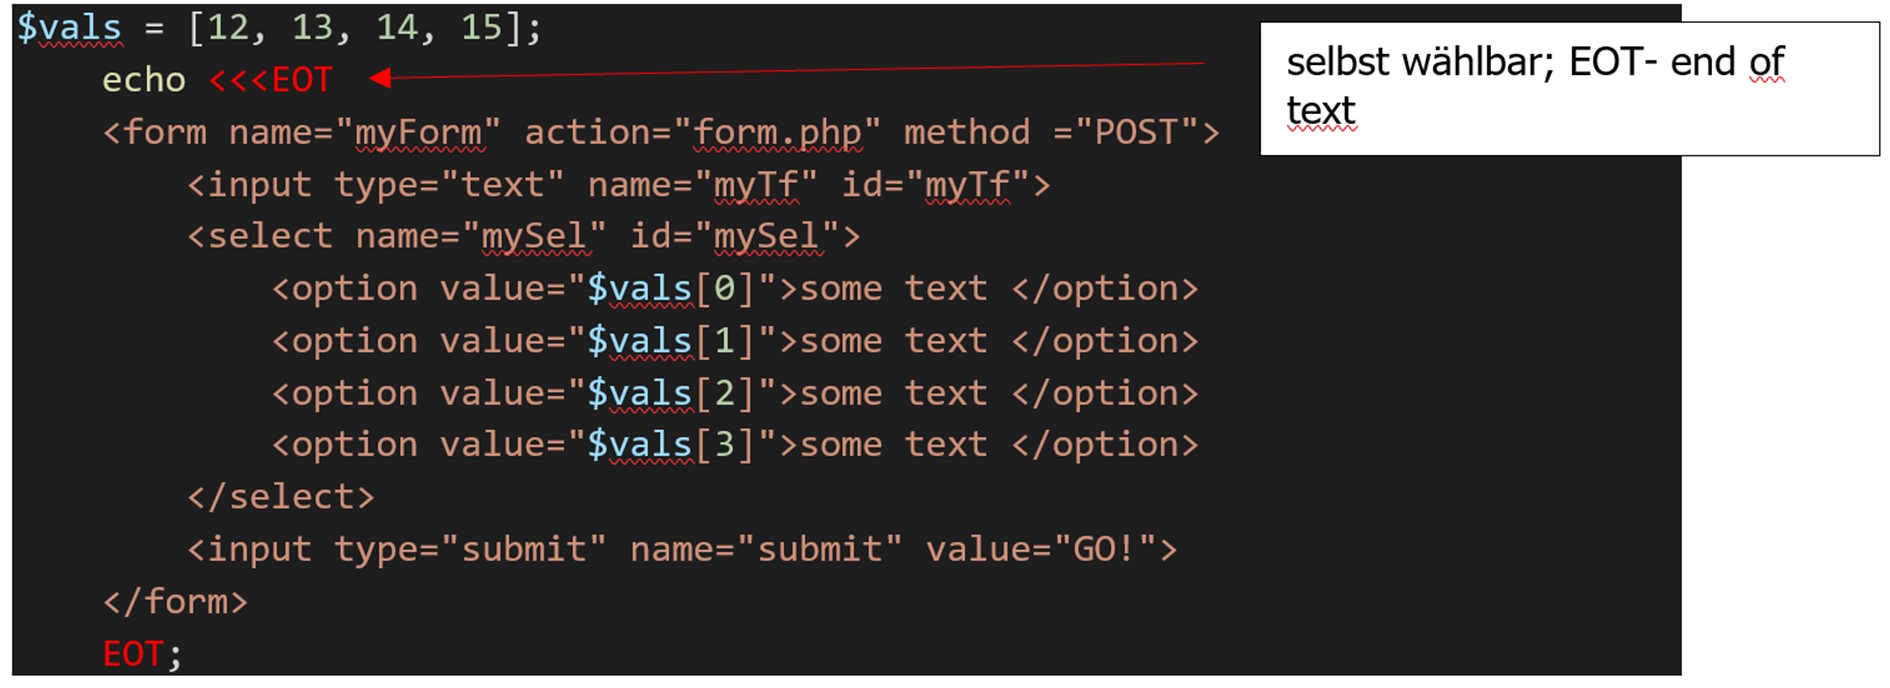 $vals = [12, 13, 14, 15];
echo <<<EOT
<form name="myForm" action="form.php" method ="POST">
<input type="text" name="myTf" id="myTf">
<select name="mySel" id="mySel">
<option value="$vals[0]">some text </option>
<option value="$vals[1]">some text </option>
<option value="$vals[2]">some text </option>
<option value="$vals[3]">some text </option>
</select>
<input type="submit" name="submit" value="GO!">
</form>
EOT;
selbst wählbar; EOT- end of
text